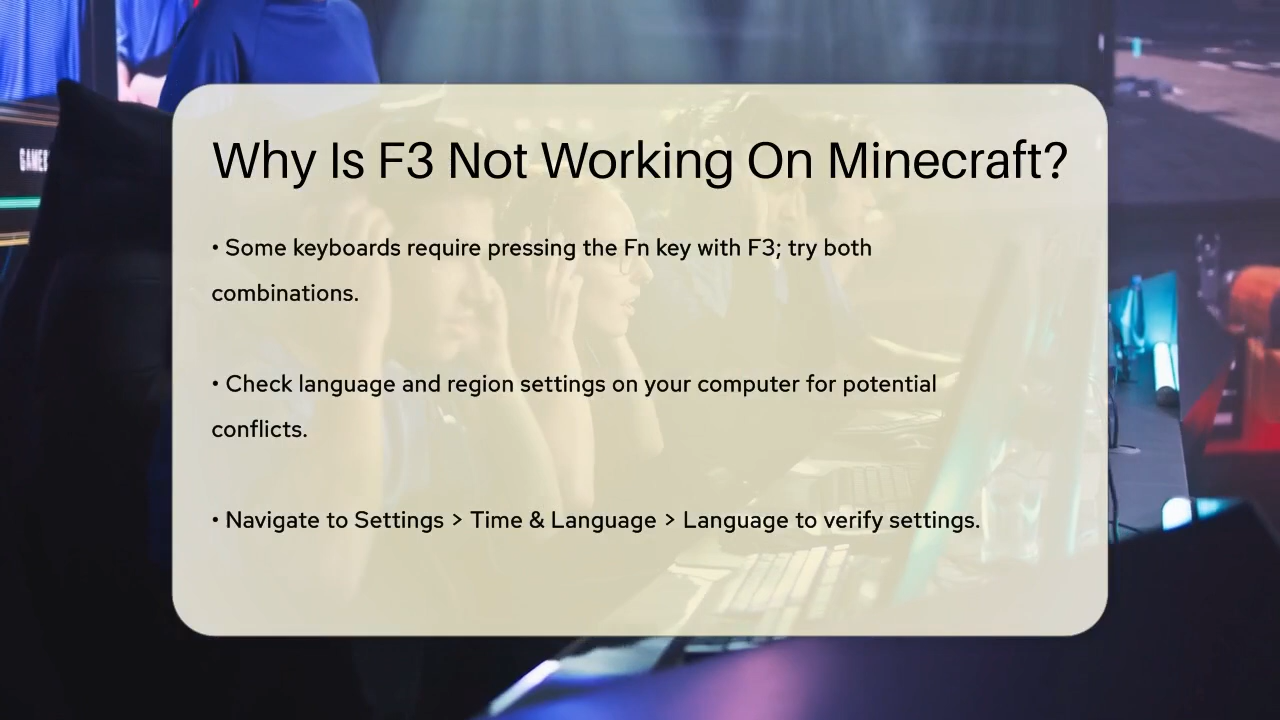 Why Is F3 Not Working On Minecraft?
• Some keyboards require pressing the Fn key with F3; try both
combinations.
• Check language and region settings on your computer for potential
conflicts.
• Navigate to Settings > Time & Language > Language to verify settings.